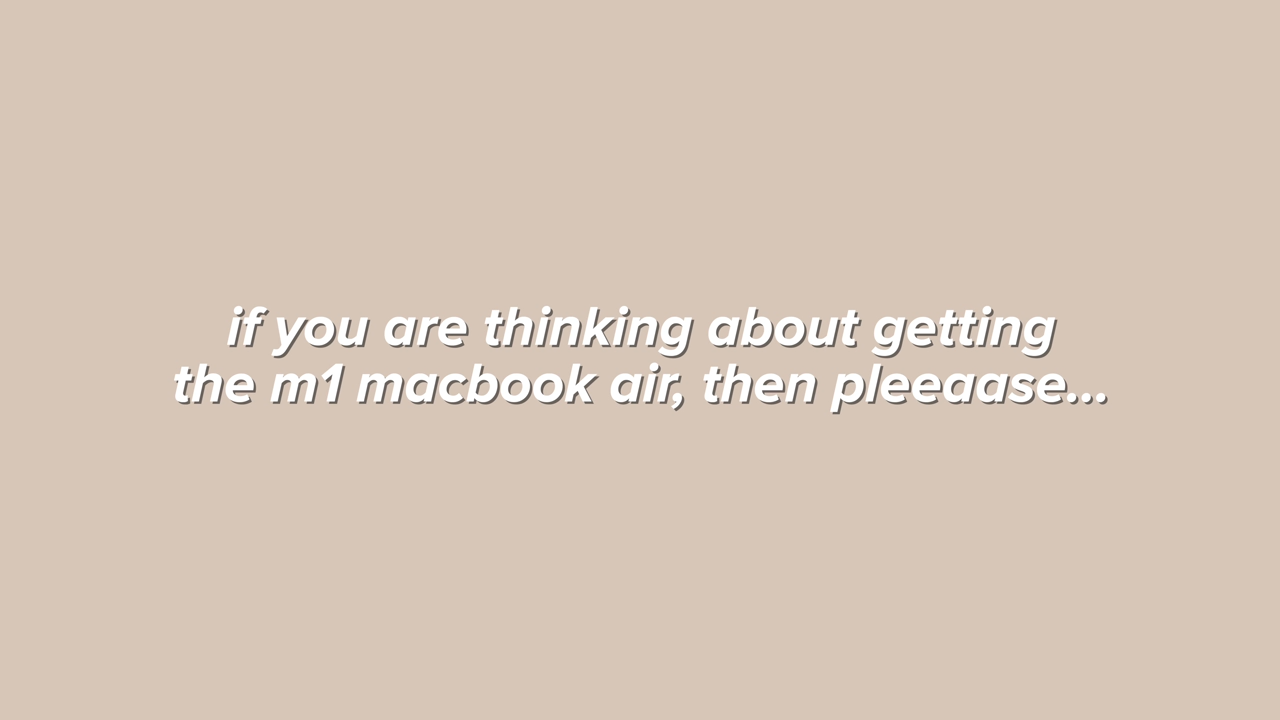 if you are thinking about getting
the m1 macbook air, then pleeaase...